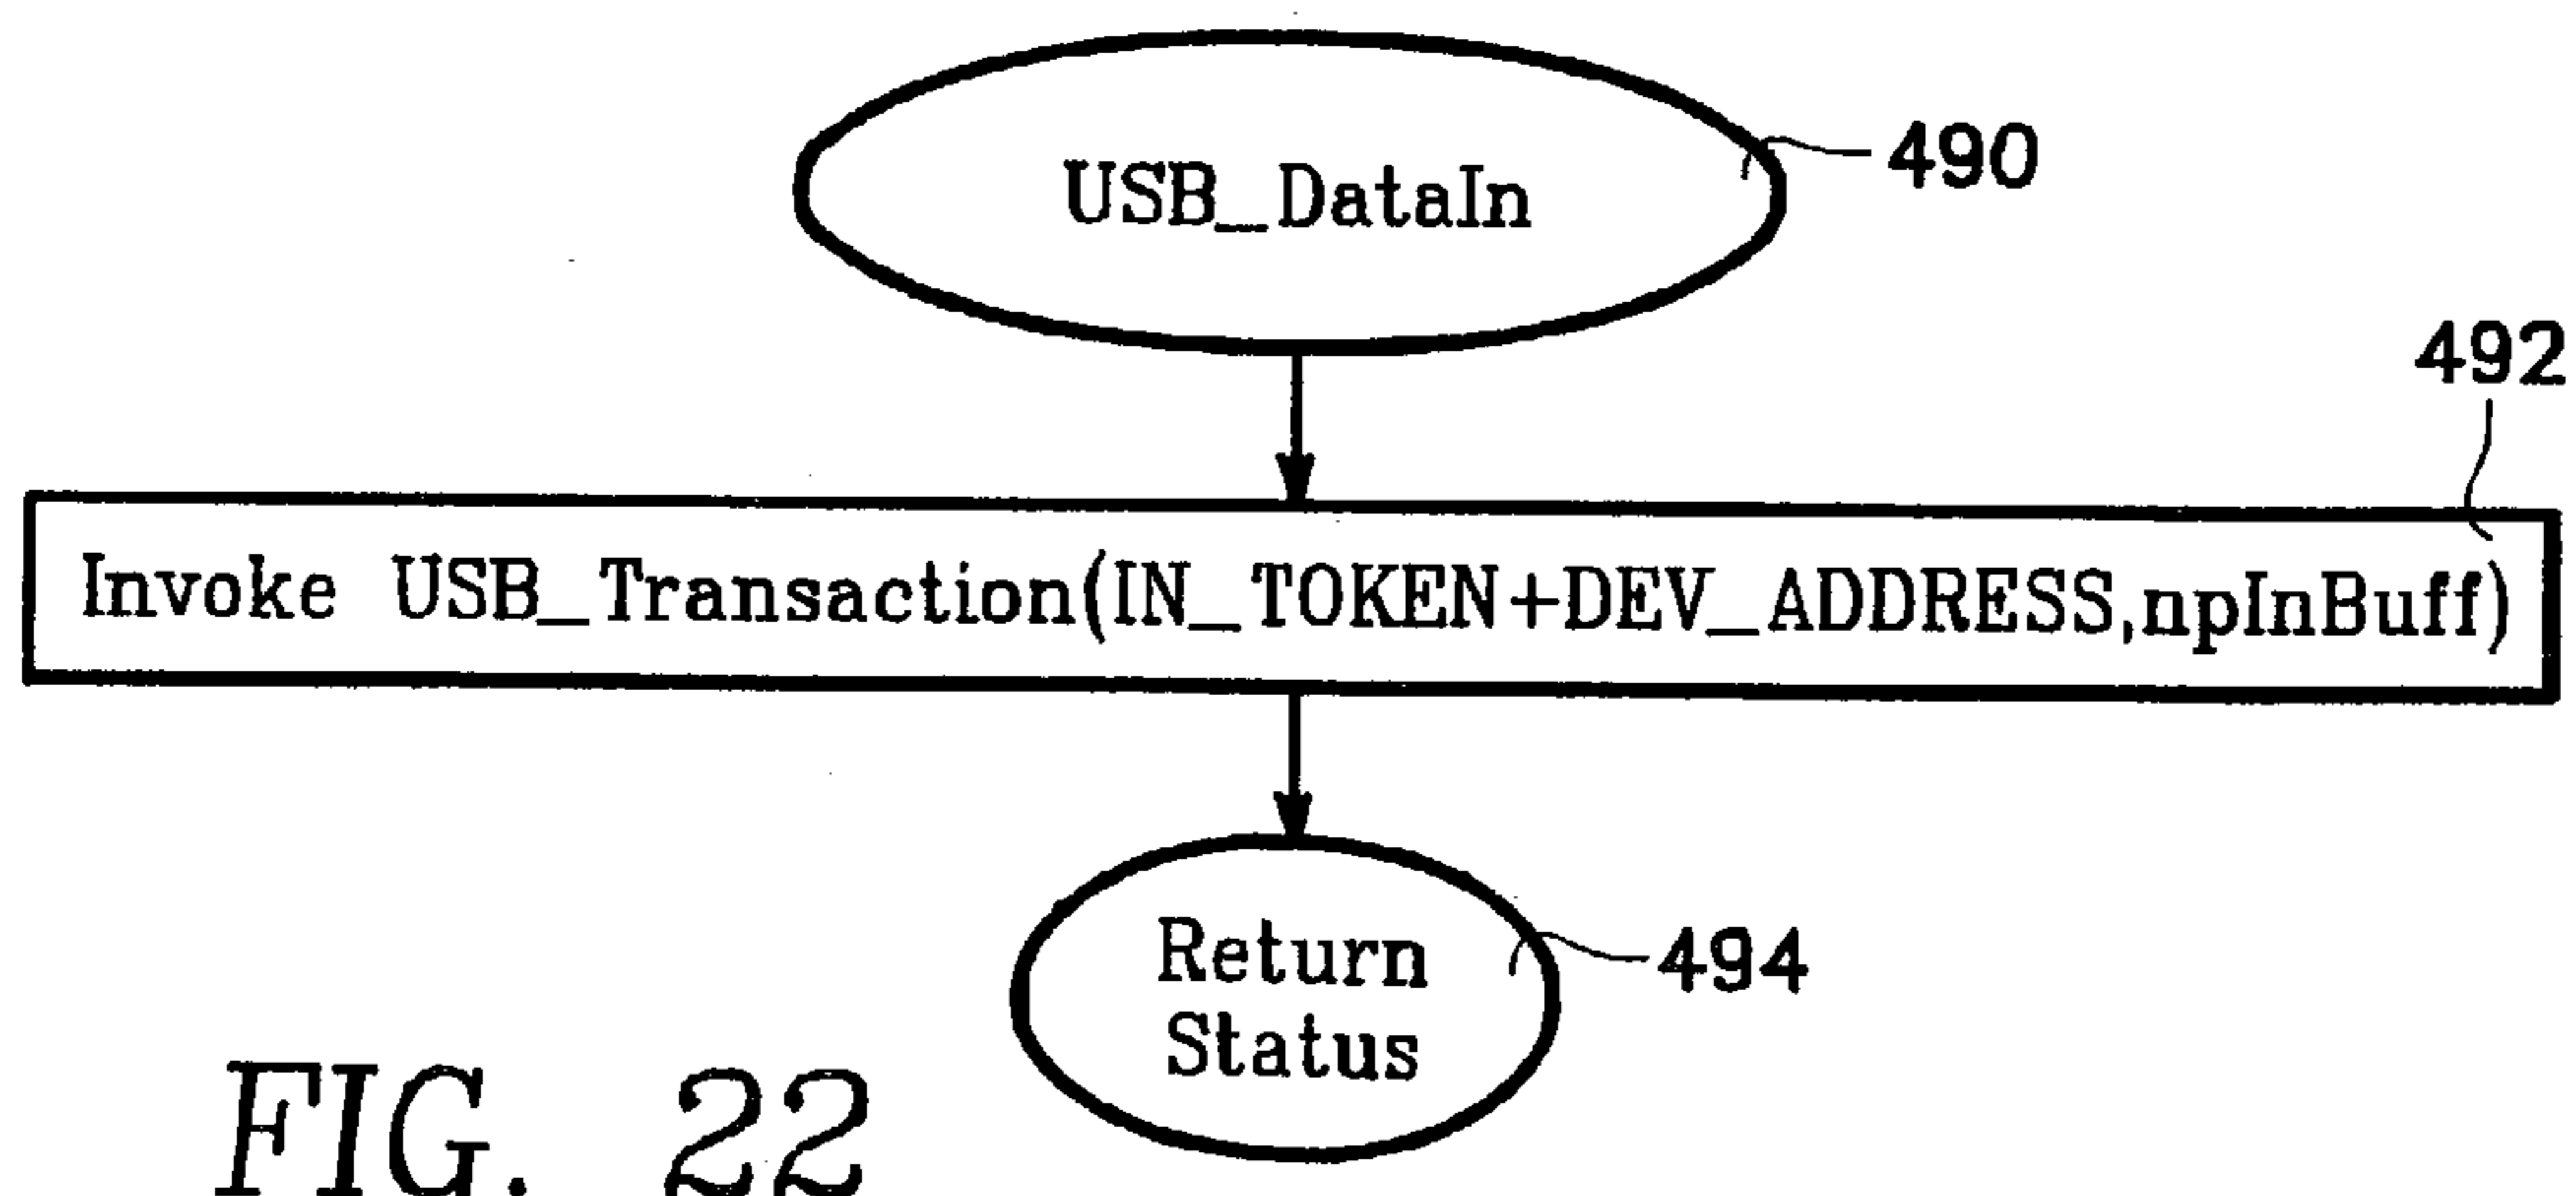 USB_DataIn
490
492
Invoke USB_Transaction(IN_TOKEN+DEV_ADDRESS,npInBuff)
Return
Status
494
FIG. 22